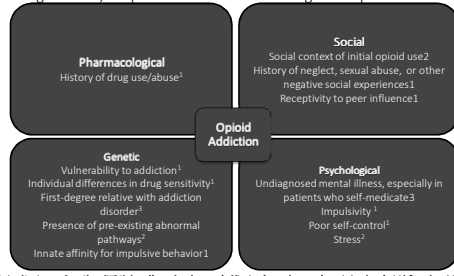 Pharmacological
History of drug use/abuse¹
Social
Social context of initial opioid use2
History of neglect, sexual abuse, or other
negative social experiences1
Receptivity to peer influence1
Opioid
Addiction
Genetic
Vulnerability to addiction¹
Individual differences in drug sensitivity¹
First-degree relative with addiction
disorder³
Presence of pre-existing abnormal
pathways²
Innate affinity for impulsive behavior1
Psychological
Undiagnosed mental illness, especially in
patients who self-medicate3
Impulsivity ¹
Poor self-control¹
Stress²